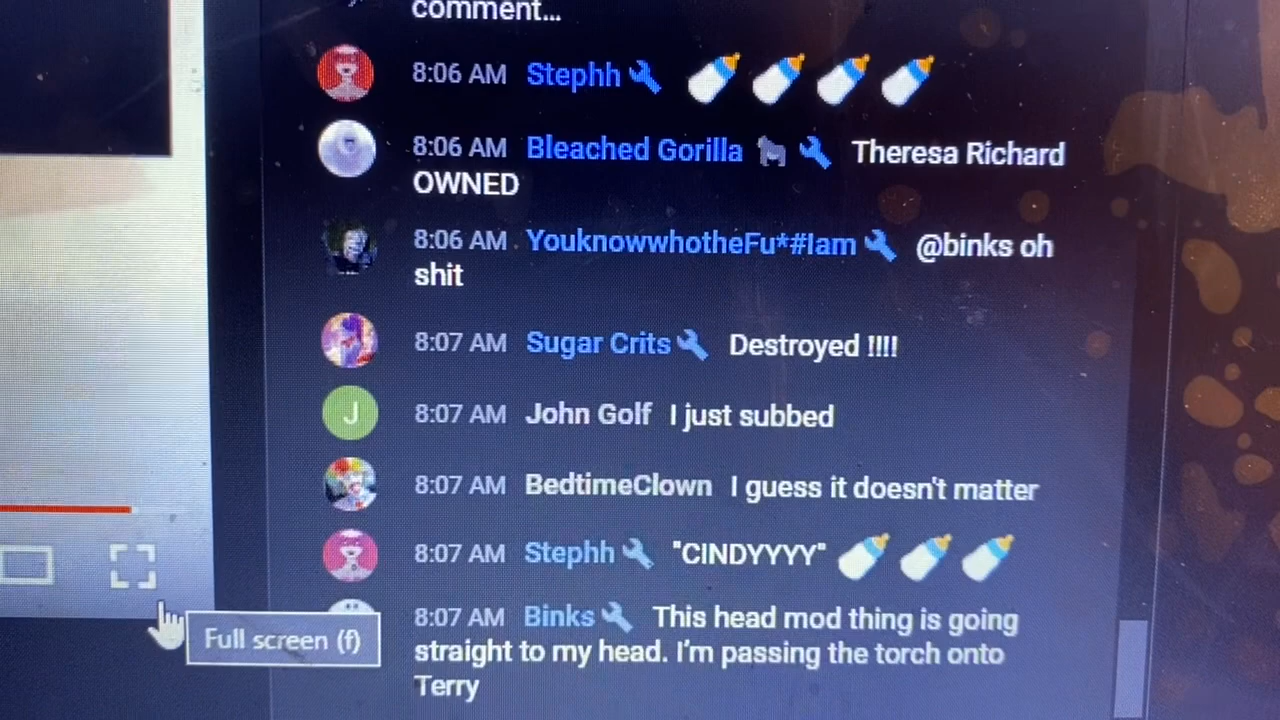 comment...
8:06 AM Stephh 🔧 🍼🍼🍼🍼
8:06 AM Bleached Gorilla 🦍 🔧 Theresa Richard
OWNED
8:06 AM YouknowwhotheFu*#Iam 🔧 @binks oh
shit
8:07 AM Sugar Crits 🔧 Destroyed !!!!
J 8:07 AM John Golf I just subbed
8:07 AM BedtimeClown I guess it doesn't matter
8:07 AM Stephh 🔧 "CINDYYYY" 🍼🍼🍼
8:07 AM Binks 🔧 This head mod thing is going
straight to my head. I'm passing the torch onto
Terry
Full screen (f)